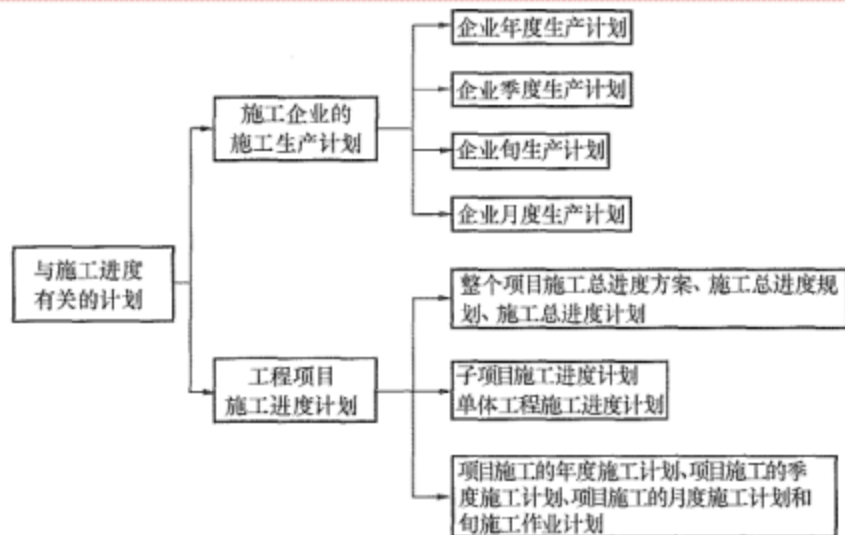 企业年度生产计划
企业季度生产计划
施工企业的
施工生产计划
企业旬生产计划
企业月度生产计划
与施工进度
有关的计划
整个项目施工总进度方案、施工总进度规
划、施工总进度计划
工程项目
施工进度计划
子项目施工进度计划
单体工程施工进度计划
项目施工的年度施工计划、项目施工的季
度施工计划、项目施工的月度施工计划和
旬施工作业计划